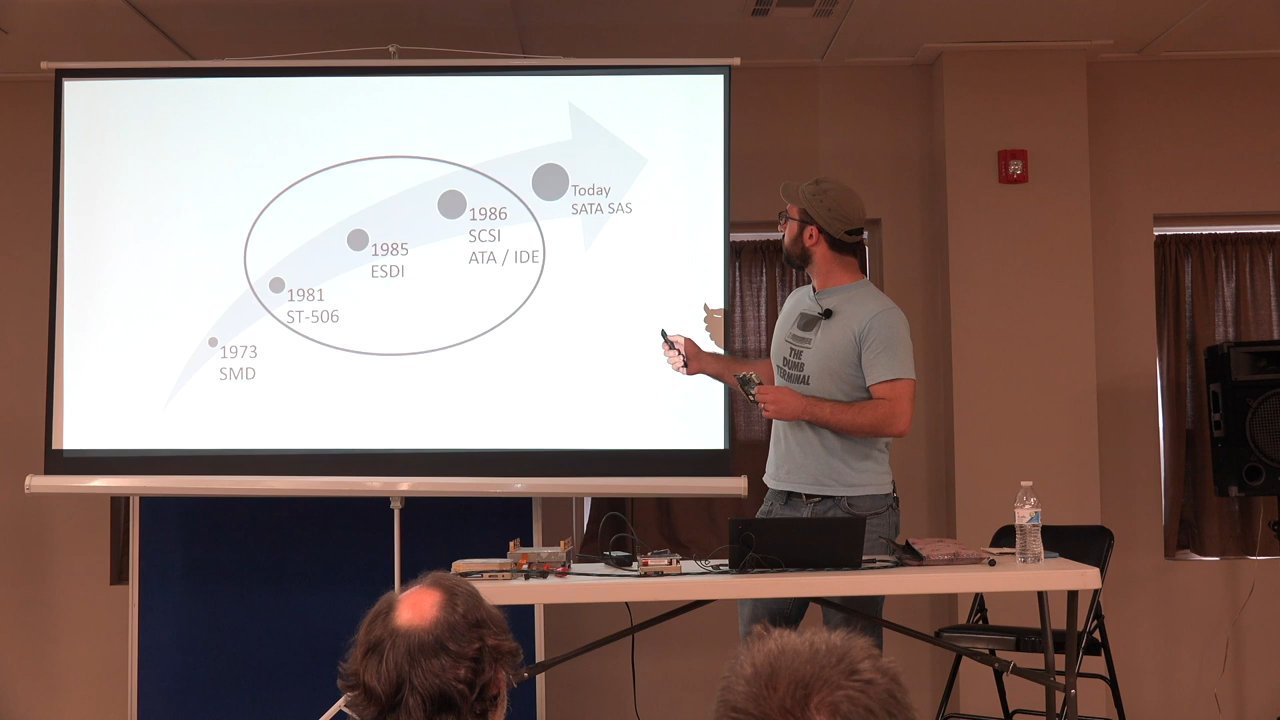 Today
SATA SAS
1986
SCSI
ATA / IDE
1985
ESDI
1981
ST-506
1973
SMD
THE
DUMB
TERMINAL